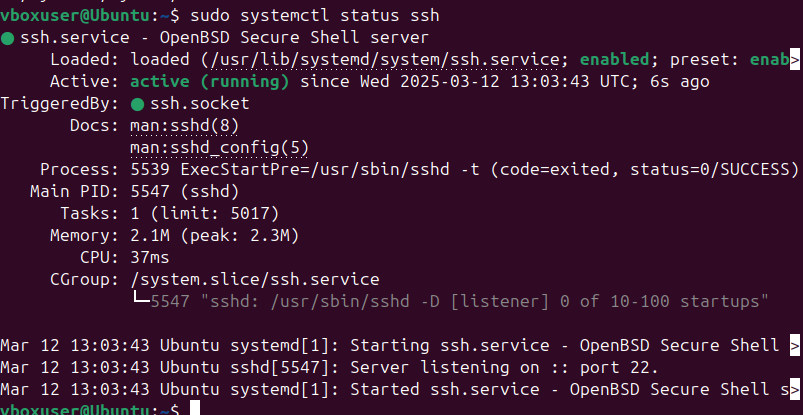 vboxuser@Ubuntu:~$ sudo systemctl status ssh
● ssh.service - OpenBSD Secure Shell server
     Loaded: loaded (/usr/lib/systemd/system/ssh.service; enabled; preset: enab>
     Active: active (running) since Wed 2025-03-12 13:03:43 UTC; 6s ago
TriggeredBy: ● ssh.socket
       Docs: man:sshd(8)
             man:sshd_config(5)
    Process: 5539 ExecStartPre=/usr/sbin/sshd -t (code=exited, status=0/SUCCESS)
   Main PID: 5547 (sshd)
      Tasks: 1 (limit: 5017)
     Memory: 2.1M (peak: 2.3M)
        CPU: 37ms
     CGroup: /system.slice/ssh.service
             └─5547 "sshd: /usr/sbin/sshd -D [listener] 0 of 10-100 startups"

Mar 12 13:03:43 Ubuntu systemd[1]: Starting ssh.service - OpenBSD Secure Shell >
Mar 12 13:03:43 Ubuntu sshd[5547]: Server listening on :: port 22.
Mar 12 13:03:43 Ubuntu systemd[1]: Started ssh.service - OpenBSD Secure Shell s>
vboxuser@Ubuntu:~$